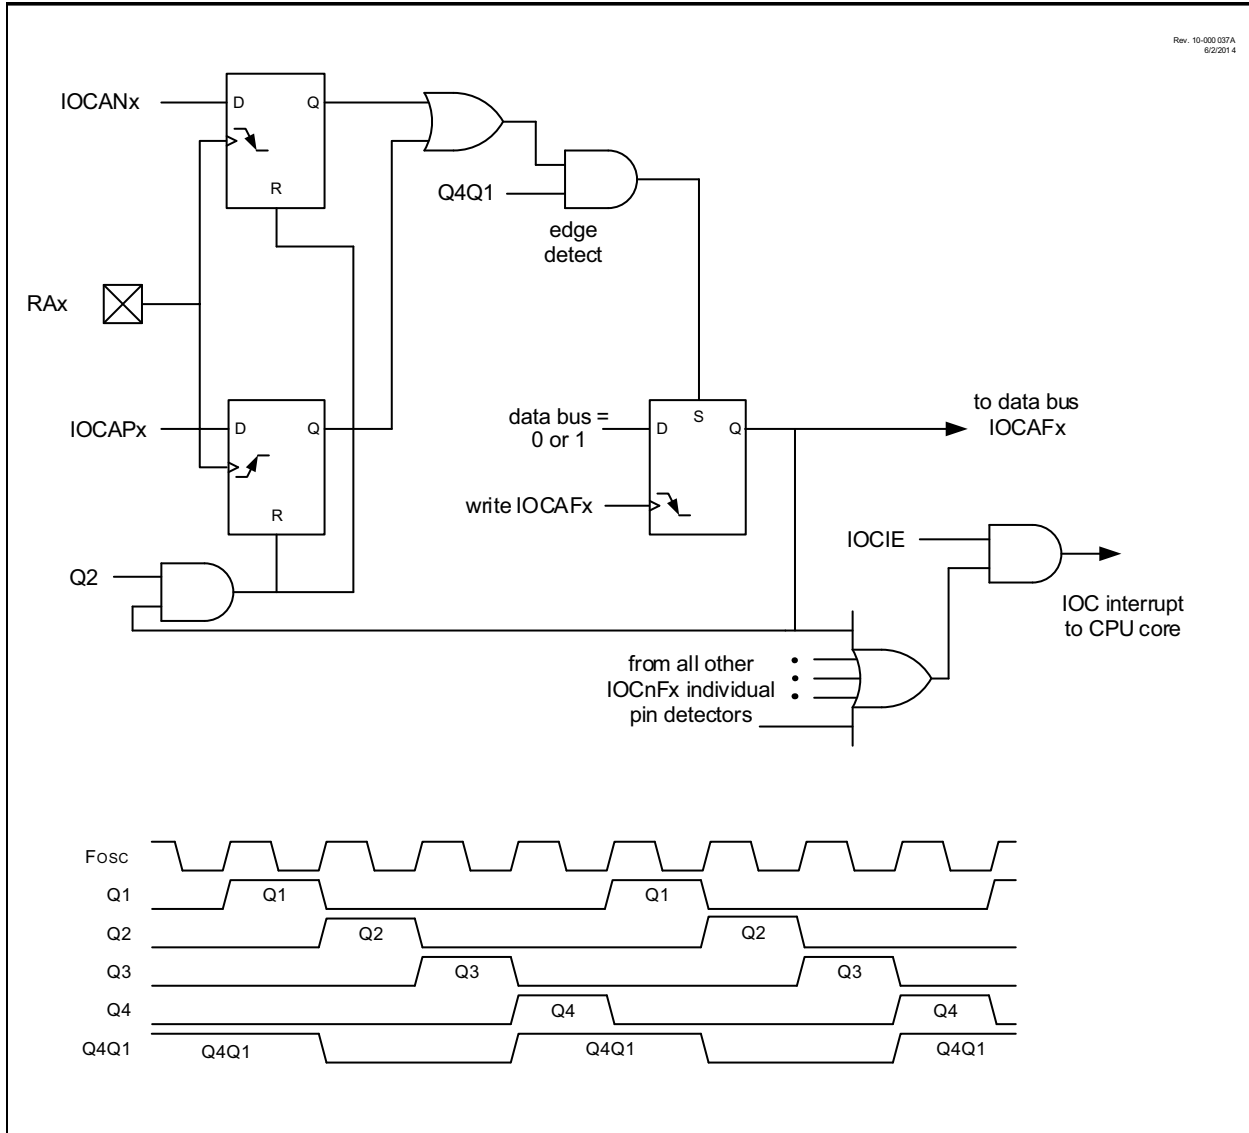 Rev. 10-000 037A
6/2/201 4
IOCANx
D
Q
R
Q4Q1
edge
detect
RAx
IOCAPx
D
Q
R
data bus =
0 or 1
D
S
Q
to data bus
IOCAFx
write IOCAFx
IOCIE
Q2
IOC interrupt
to CPU core
from all other
IOCnFx individual
pin detectors
FOSC
Q1
Q1
Q1
Q2
Q2
Q2
Q3
Q3
Q3
Q4
Q4
Q4
Q4Q1
Q4Q1
Q4Q1
Q4Q1